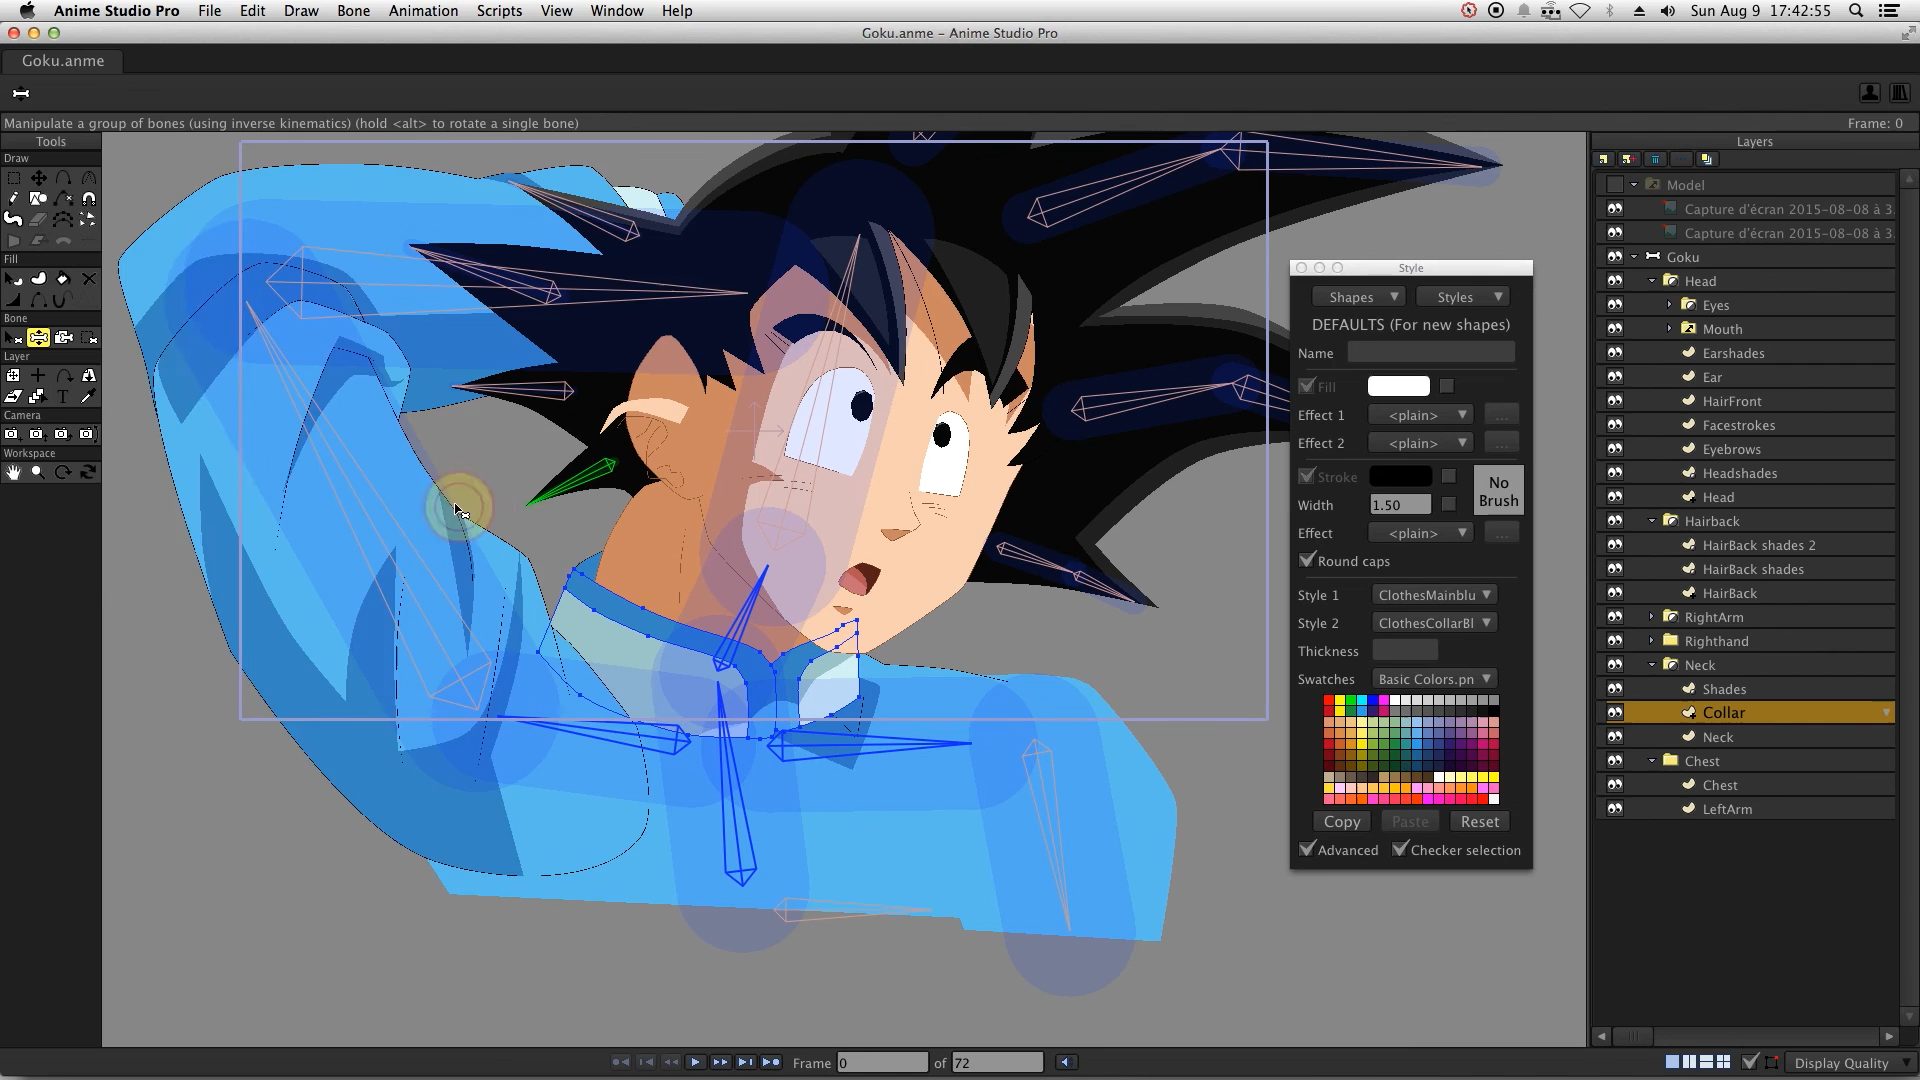 Anime Studio Pro File Edit Draw Bone Animation Scripts View Window Help Sun Aug 9 17:42:55
Goku.anme - Anime Studio Pro
Goku.anme
Manipulate a group of bones (using inverse kinematics) (hold <alt> to rotate a single bone) Frame: 0
Tools
Draw
Fill
Bone
Layer
T
Camera
Workspace
Style
Shapes Styles
DEFAULTS (For new shapes)
Name
Fill
Effect 1 <plain> ...
Effect 2 <plain> ...
Stroke
No Brush
Width 1.50
Effect <plain> ...
Round caps
Style 1 ClothesMainblu
Style 2 ClothesCollarBl
Thickness
Swatches Basic Colors.pn
Copy Paste Reset
Advanced Checker selection
Layers
Model
Capture d'écran 2015-08-08 à 3.
Capture d'écran 2015-08-08 à 3.
Goku
Head
Eyes
Mouth
Earshades
Ear
HairFront
Facestrokes
Eyebrows
Headshades
Head
Hairback
HairBack shades 2
HairBack shades
HairBack
RightArm
Righthand
Neck
Shades
Collar
Neck
Chest
Chest
LeftArm
Frame 0 of 72 Display Quality